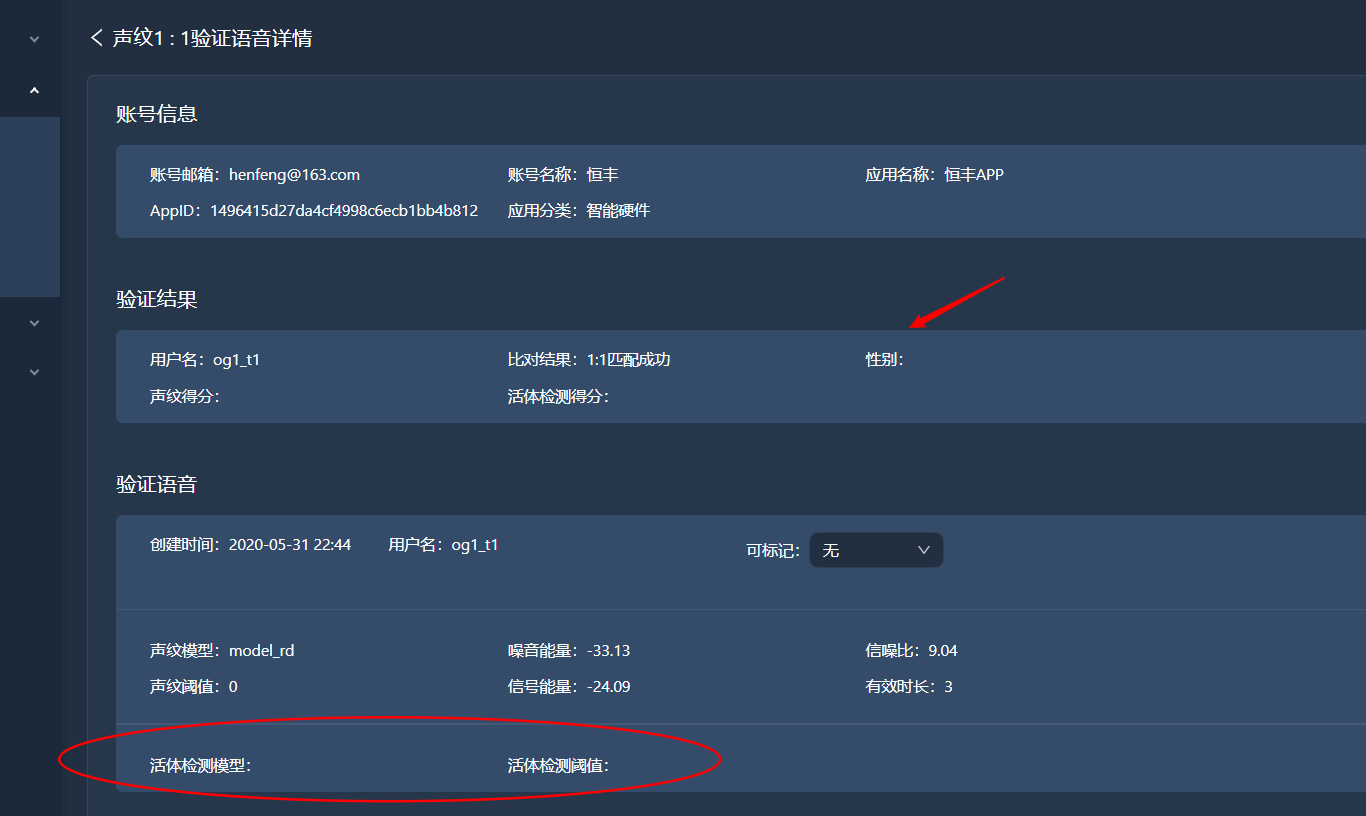 声纹1 : 1验证语音详情
账号信息
账号邮箱：henfeng@163.com 账号名称：恒丰 应用名称：恒丰APP
AppID：1496415d27da4cf4998c6ecb1bb4b812 应用分类：智能硬件
验证结果
用户名：og1_t1 比对结果：1:1匹配成功 性别：
声纹得分： 活体检测得分：
验证语音
创建时间：2020-05-31 22:44 用户名：og1_t1 可标记： 无
声纹模型：model_rd 噪音能量：-33.13 信噪比：9.04
声纹阈值：0 信号能量：-24.09 有效时长：3
活体检测模型： 活体检测阈值：